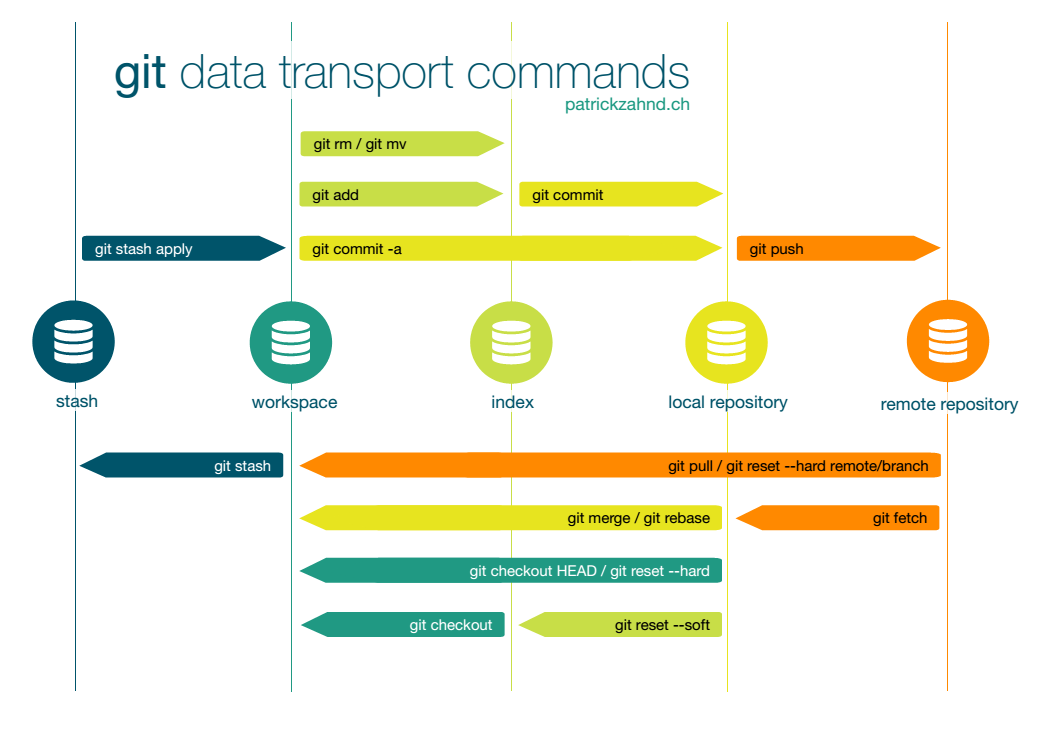 git data transport commands
patrickzahnd.ch
git rm / git mv
git add
git commit
git stash apply
git commit -a
git push
stash
workspace
index
local repository
remote repository
git stash
git pull / git reset --hard remote/branch
git merge / git rebase
git fetch
git checkout HEAD / git reset --hard
git checkout
git reset --soft